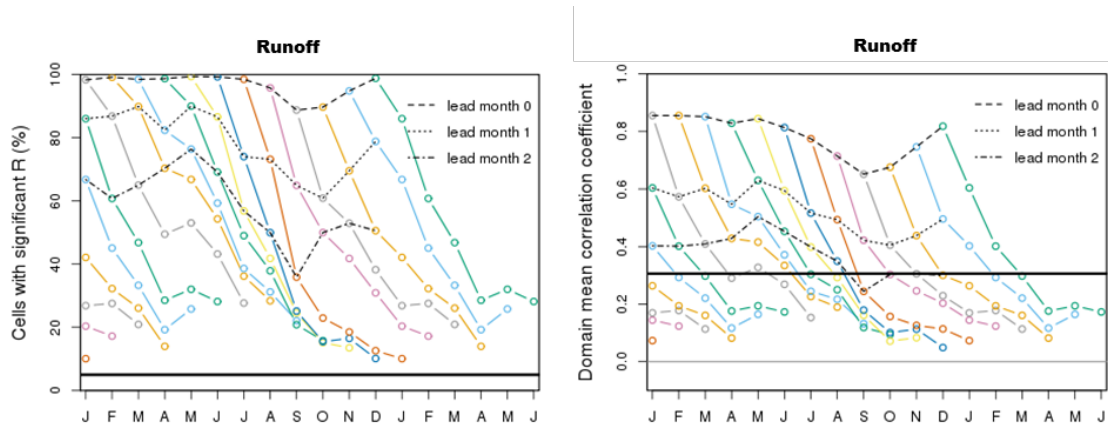 Runoff
Cells with significant R (%)
100
80
60
40
20
0
lead month 0
lead month 1
lead month 2
J F M A M J J A S O N D J F M A M J
Runoff
Domain mean correlation coefficient
1.0
0.8
0.6
0.4
0.2
0.0
lead month 0
lead month 1
lead month 2
J F M A M J J A S O N D J F M A M J